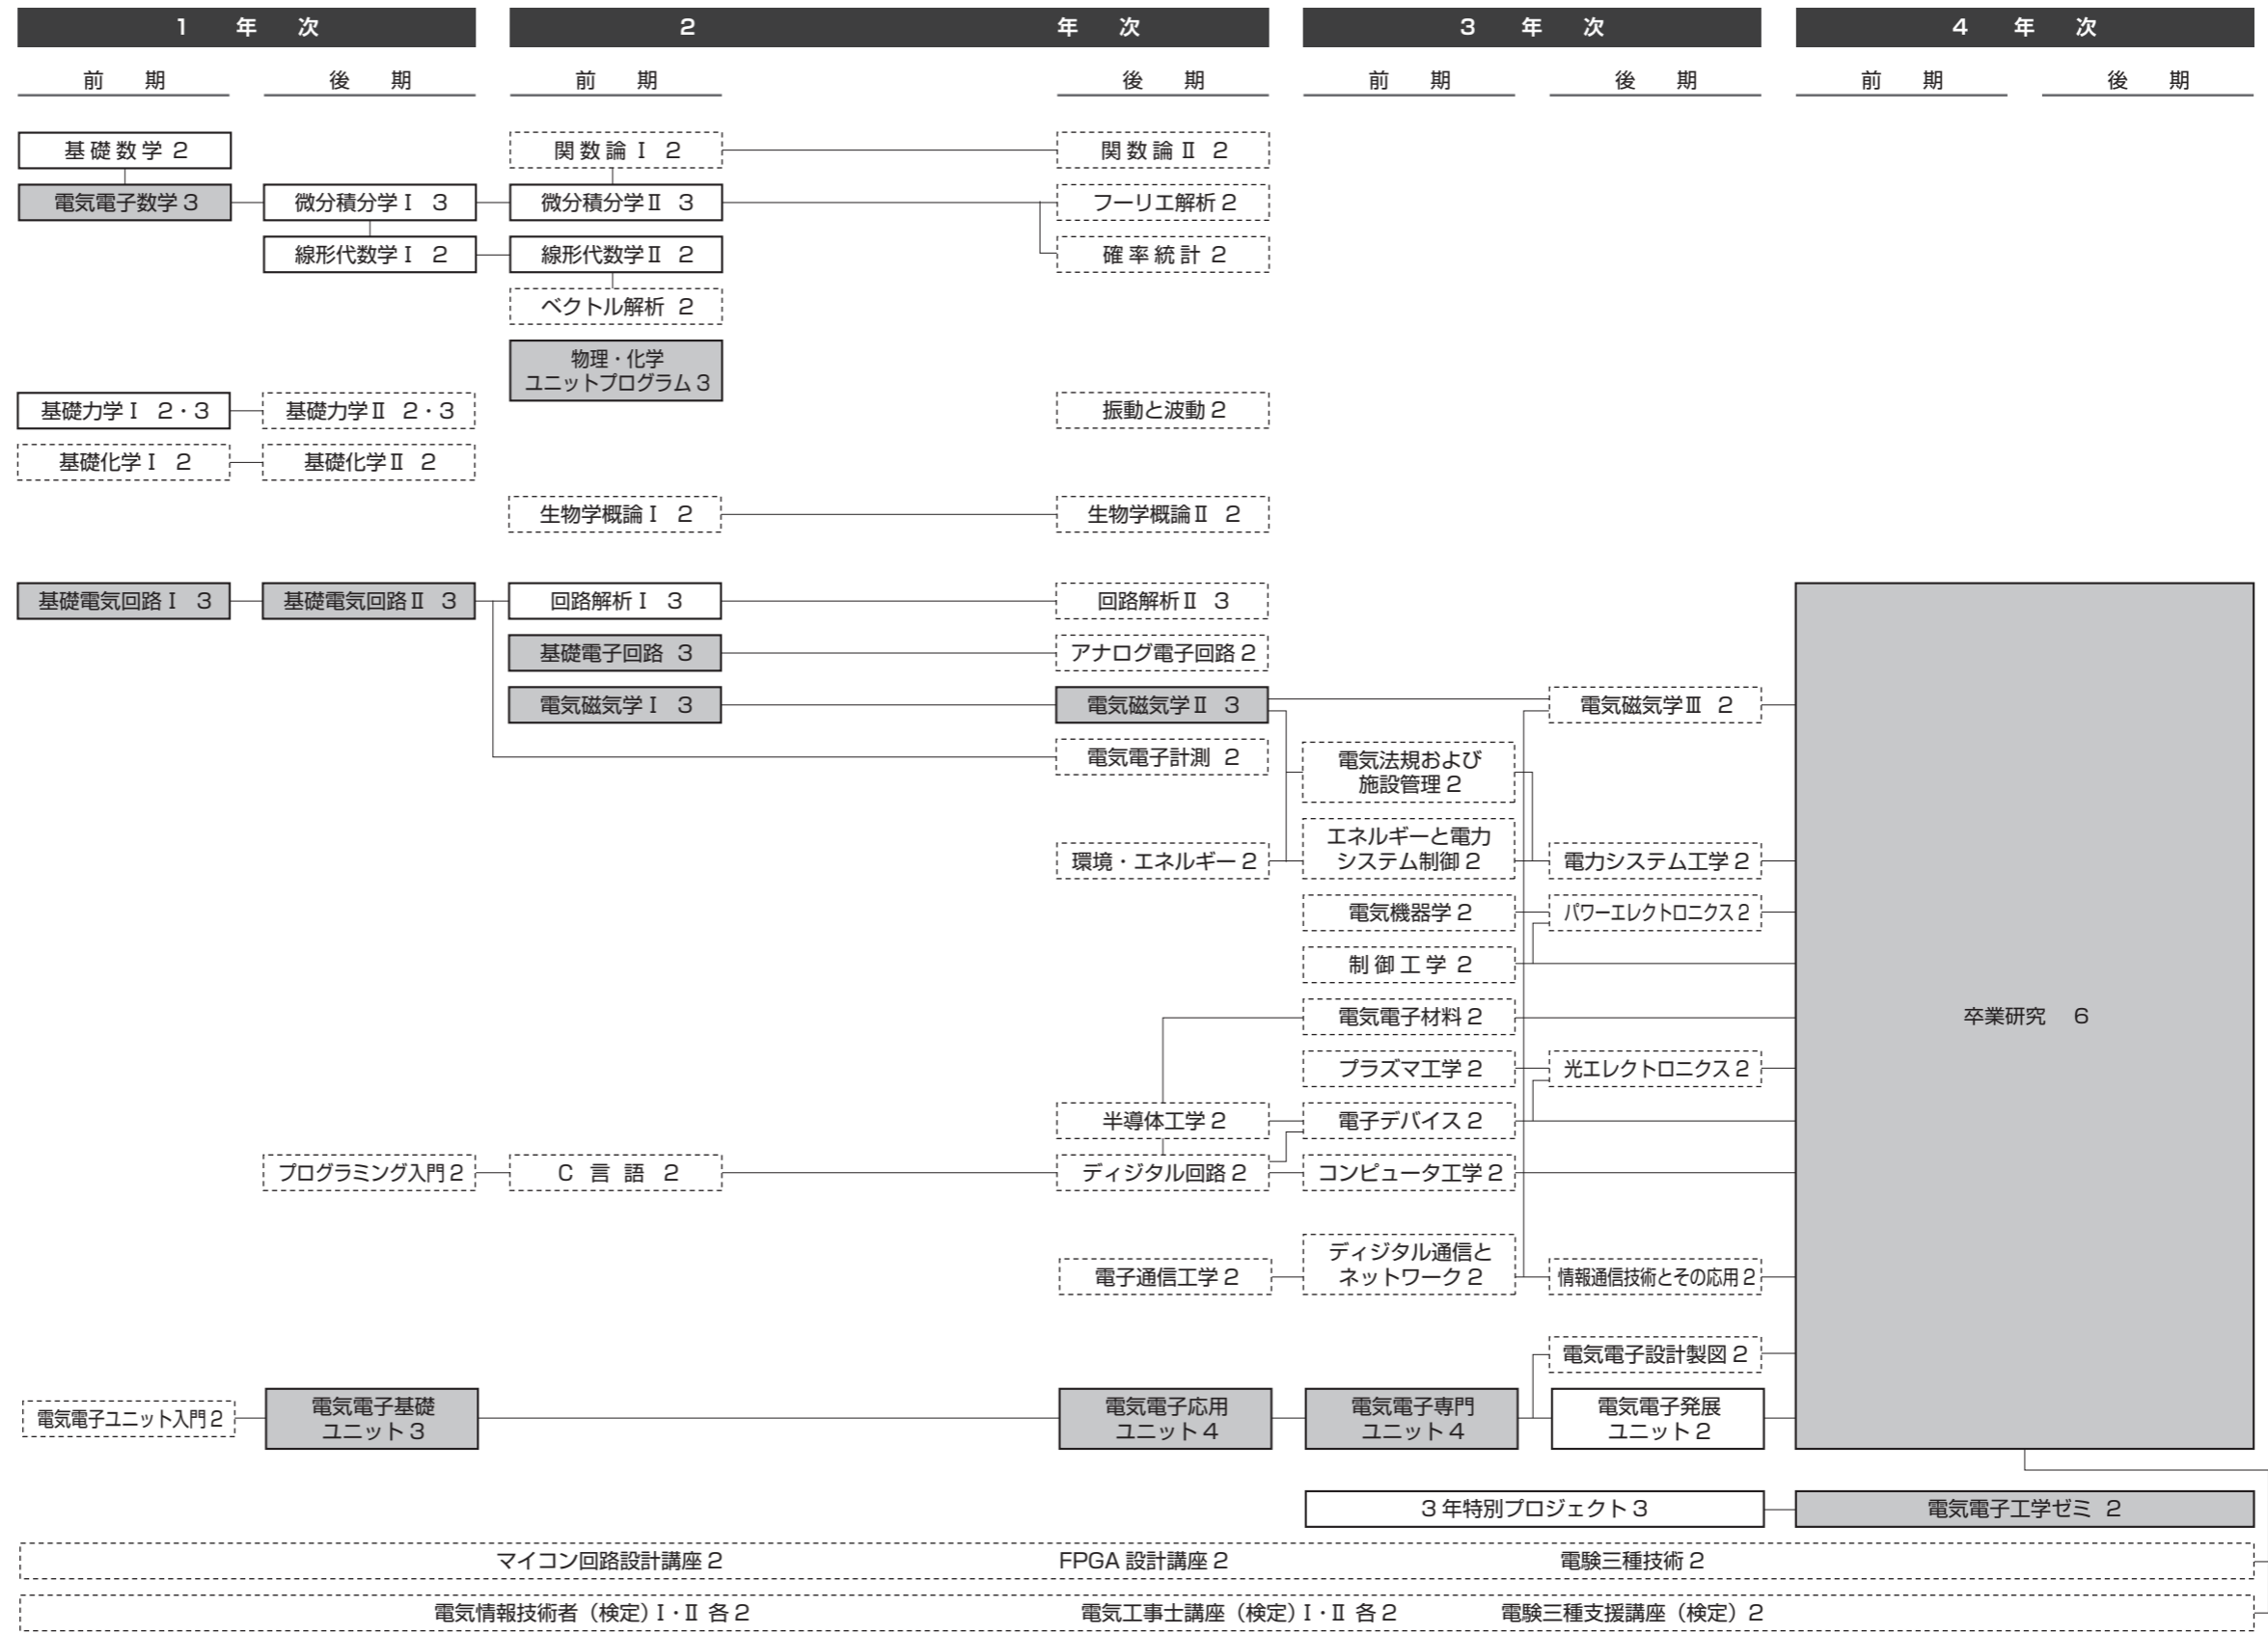 1 年 次
2 年 次
3 年 次
4 年 次
前 期
後 期
前 期
後 期
前 期
後 期
前 期
後 期
基礎数学 2
関数論Ⅰ 2
関数論Ⅱ 2
電気電子数学 3
微分積分学Ⅰ 3
微分積分学Ⅱ 3
フーリエ解析 2
線形代数学Ⅰ 2
線形代数学Ⅱ 2
確率統計 2
ベクトル解析 2
物理・化学
ユニットプログラム 3
基礎力学Ⅰ 2・3
基礎力学Ⅱ 2・3
振動と波動 2
基礎化学Ⅰ 2
基礎化学Ⅱ 2
生物学概論Ⅰ 2
生物学概論Ⅱ 2
基礎電気回路Ⅰ 3
基礎電気回路Ⅱ 3
回路解析Ⅰ 3
回路解析Ⅱ 3
基礎電子回路 3
アナログ電子回路 2
電気磁気学Ⅰ 3
電気磁気学Ⅱ 3
電気磁気学Ⅲ 2
電気電子計測 2
電気法規および
施設管理 2
環境・エネルギー 2
エネルギーと電力
システム制御 2
電力システム工学 2
電気機器学 2
パワーエレクトロニクス 2
制御工学 2
電気電子材料 2
卒業研究 6
プラズマ工学 2
光エレクトロニクス 2
半導体工学 2
電子デバイス 2
プログラミング入門 2
C 言 語 2
ディジタル回路 2
コンピュータ工学 2
電子通信工学 2
ディジタル通信と
ネットワーク 2
情報通信技術とその応用 2
電気電子設計製図 2
電気電子ユニット入門 2
電気電子基礎
ユニット 3
電気電子応用
ユニット 4
電気電子専門
ユニット 4
電気電子発展
ユニット 2
3 年特別プロジェクト 3
電気電子工学ゼミ 2
マイコン回路設計講座 2
FPGA 設計講座 2
電験三種技術 2
電気情報技術者（検定）Ⅰ・Ⅱ 各 2
電気工事士講座（検定）Ⅰ・Ⅱ 各 2
電験三種支援講座（検定）2